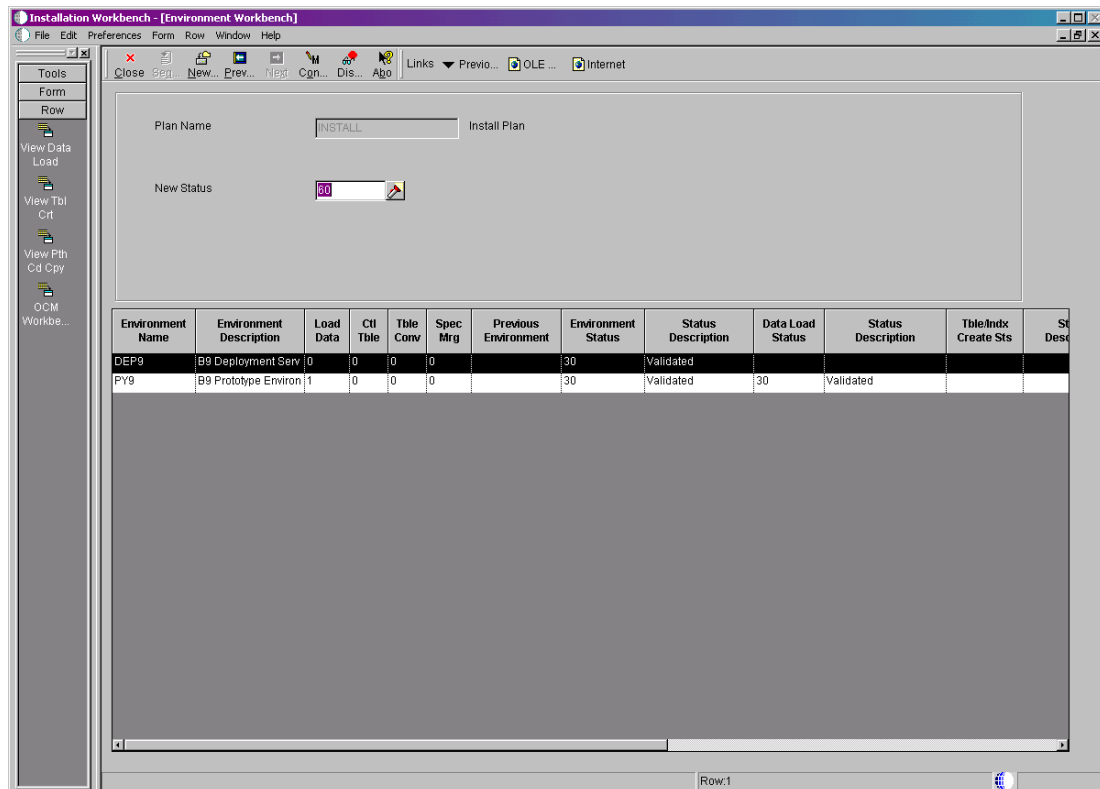 Installation Workbench - [Environment Workbench]
File Edit Preferences Form Row Window Help
Close New... Prev... Next Con... Dis... Abo Links Previo... OLE ... Internet
Tools
Form
Row
View Data
Load
View Tbl
Crt
View Pth
Cd Cpy
OCM
Workbe...
Plan Name INSTALL Install Plan
New Status 60
Environment Name Environment Description Load Data Ctl Tble Tble Conv Spec Mrg Previous Environment Environment Status Status Description Data Load Status Status Description Tble/Indx Create Sts
DEP9 B9 Deployment Serv 0 0 0 0 30 Validated
PY9 B9 Prototype Environ 1 0 0 0 30 Validated 30 Validated
Row:1